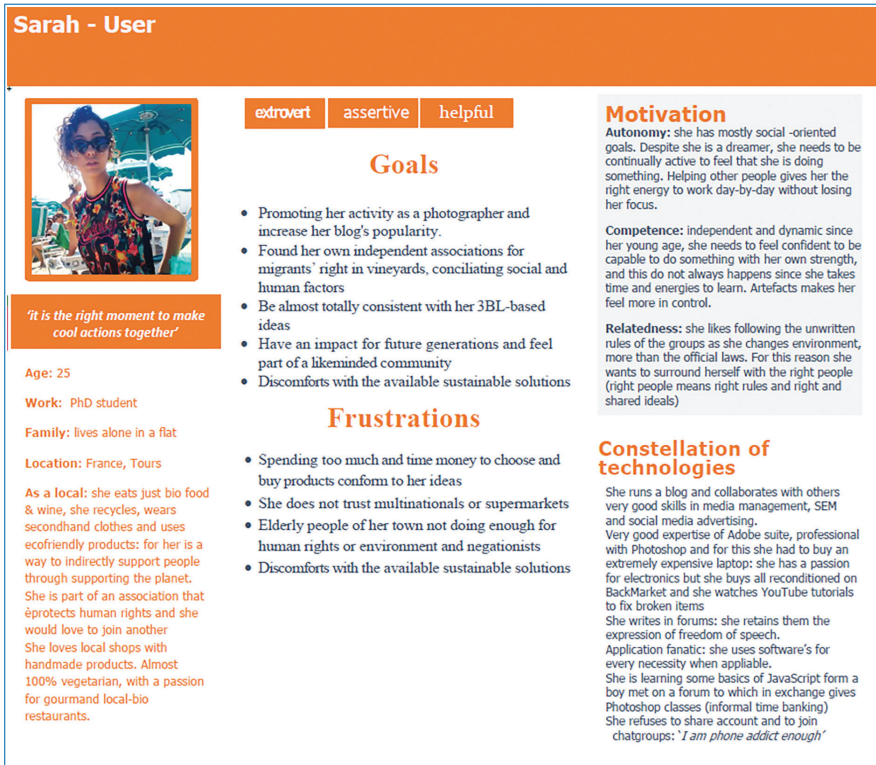 Sarah - User
'it is the right moment to make
cool actions together'
Age: 25
Work: PhD student
Family: lives alone in a flat
Location: France, Tours
As a local: she eats just bio food
& wine, she recycles, wears
secondhand clothes and uses
ecofriendly products: for her is a
way to indirectly support people
through supporting the planet.
She is part of an association that
èprotects human rights and she
would love to join another
She loves local shops with
handmade products. Almost
100% vegetarian, with a passion
for gourmand local-bio
restaurants.
extrovert
assertive
helpful
Goals
• Promoting her activity as a photographer and
increase her blog's popularity.
• Found her own independent associations for
migrants' right in vineyards, conciliating social and
human factors
• Be almost totally consistent with her 3BL-based
ideas
• Have an impact for future generations and feel
part of a likeminded community
• Discomforts with the available sustainable solutions
Frustrations
• Spending too much and time money to choose and
buy products conform to her ideas
• She does not trust multinationals or supermarkets
• Elderly people of her town not doing enough for
human rights or environment and negationists
• Discomforts with the available sustainable solutions
Motivation
Autonomy: she has mostly social -oriented
goals. Despite she is a dreamer, she needs to be
continually active to feel that she is doing
something. Helping other people gives her the
right energy to work day-by-day without losing
her focus.
Competence: independent and dynamic since
her young age, she needs to feel confident to be
capable to do something with her own strength,
and this do not always happens since she takes
time and energies to learn. Artefacts makes her
feel more in control.
Relatedness: she likes following the unwritten
rules of the groups as she changes environment,
more than the official laws. For this reason she
wants to surround herself with the right people
(right people means right rules and right and
shared ideals)
Constellation of
technologies
She runs a blog and collaborates with others
very good skills in media management, SEM
and social media advertising.
Very good expertise of Adobe suite, professional
with Photoshop and for this she had to buy an
extremely expensive laptop: she has a passion
for electronics but she buys all reconditioned on
BackMarket and she watches YouTube tutorials
to fix broken items
She writes in forums: she retains them the
expression of freedom of speech.
Application fanatic: she uses software's for
every necessity when appliable.
She is learning some basics of JavaScript form a
boy met on a forum to which in exchange gives
Photoshop classes (informal time banking)
She refuses to share account and to join
chatgroups: 'I am phone addict enough'